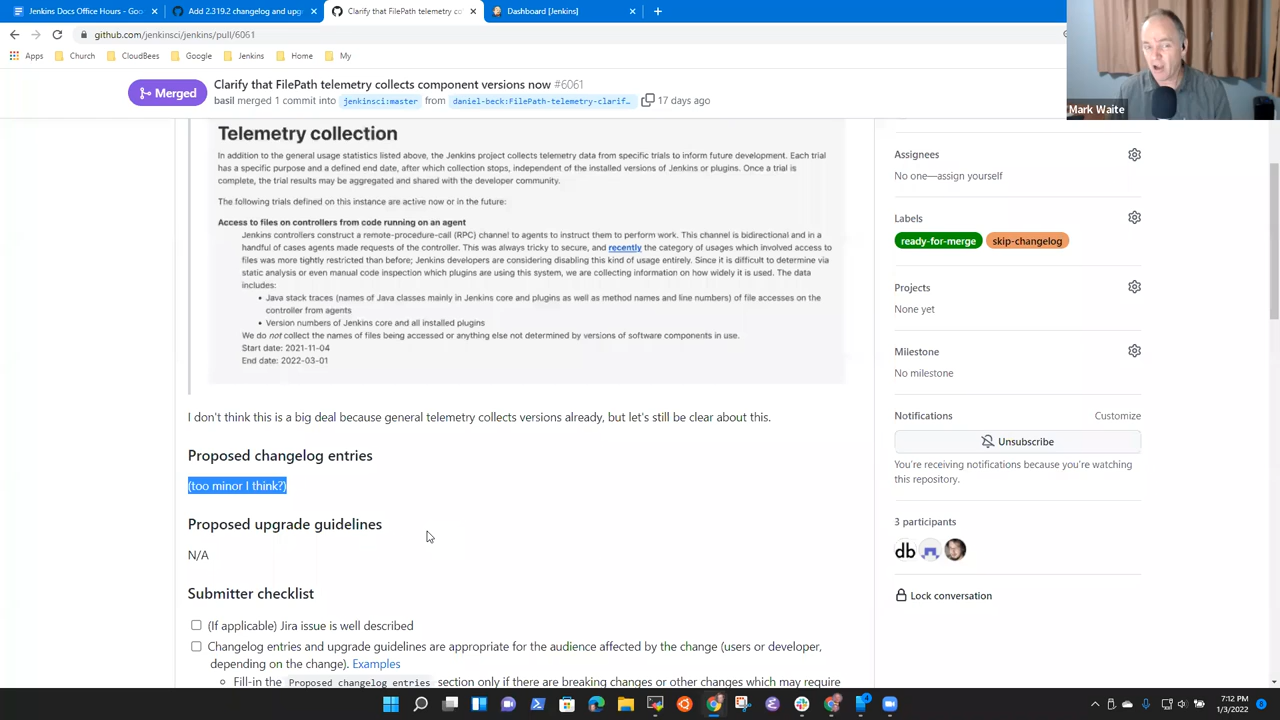 Jenkins Docs Office Hours - Goo
Add 2.319.2 changelog and upg
Clarify that FilePath telemetry co
Dashboard [Jenkins]
github.com/jenkinsci/jenkins/pull/6061
Apps
Church
CloudBees
Google
Jenkins
Home
My
Merged
Clarify that FilePath telemetry collects component versions now #6061
basil merged 1 commit into jenkinsci:master from daniel-beck:FilePath-telemetry-clarif… 17 days ago
Mark Waite
Telemetry collection
In addition to the general usage statistics listed above, the Jenkins project collects telemetry data from specific trials to inform future development. Each trial
has a specific purpose and a defined end date, after which collection stops, independent of the installed versions of Jenkins or plugins. Once a trial is
complete, the trial results may be aggregated and shared with the developer community.
The following trials defined on this instance are active now or in the future:
Access to files on controllers from code running on an agent
Jenkins controllers construct a remote-procedure-call (RPC) channel to agents to instruct them to perform work. This channel is bidirectional and in a
handful of cases agents made requests of the controller. This was always tricky to secure, and recently the category of usages which involved access to
files was more tightly restricted than before; Jenkins developers are considering disabling this kind of usage entirely. Since it is difficult to determine via
static analysis or even manual code inspection which plugins are using this system, we are collecting information on how widely it is used. The data
includes:
• Java stack traces (names of Java classes mainly in Jenkins core and plugins as well as method names and line numbers) of file accesses on the
controller from agents
• Version numbers of Jenkins core and all installed plugins
We do not collect the names of files being accessed or anything else not determined by versions of software components in use.
Start date: 2021-11-04
End date: 2022-03-01
I don't think this is a big deal because general telemetry collects versions already, but let's still be clear about this.
Proposed changelog entries
(too minor I think?)
Proposed upgrade guidelines
N/A
Submitter checklist
(If applicable) Jira issue is well described
Changelog entries and upgrade guidelines are appropriate for the audience affected by the change (users or developer,
depending on the change). Examples
Fill-in the Proposed changelog entries section only if there are breaking changes or other changes which may require
Assignees
No one—assign yourself
Labels
ready-for-merge skip-changelog
Projects
None yet
Milestone
No milestone
Notifications
Customize
Unsubscribe
You're receiving notifications because you're watching
this repository.
3 participants
db
Lock conversation
7:12 PM
1/3/2022